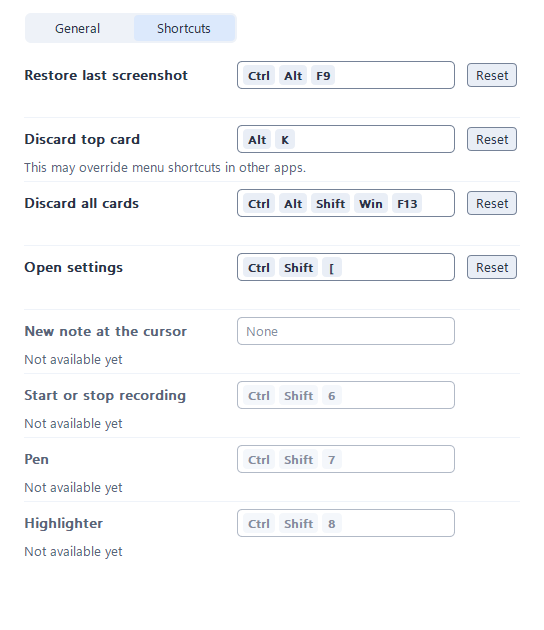 General Shortcuts
Restore last screenshot Ctrl Alt F9 Reset
Discard top card Alt K Reset
This may override menu shortcuts in other apps.
Discard all cards Ctrl Alt Shift Win F13 Reset
Open settings Ctrl Shift [ Reset
New note at the cursor None
Not available yet
Start or stop recording Ctrl Shift 6
Not available yet
Pen Ctrl Shift 7
Not available yet
Highlighter Ctrl Shift 8
Not available yet